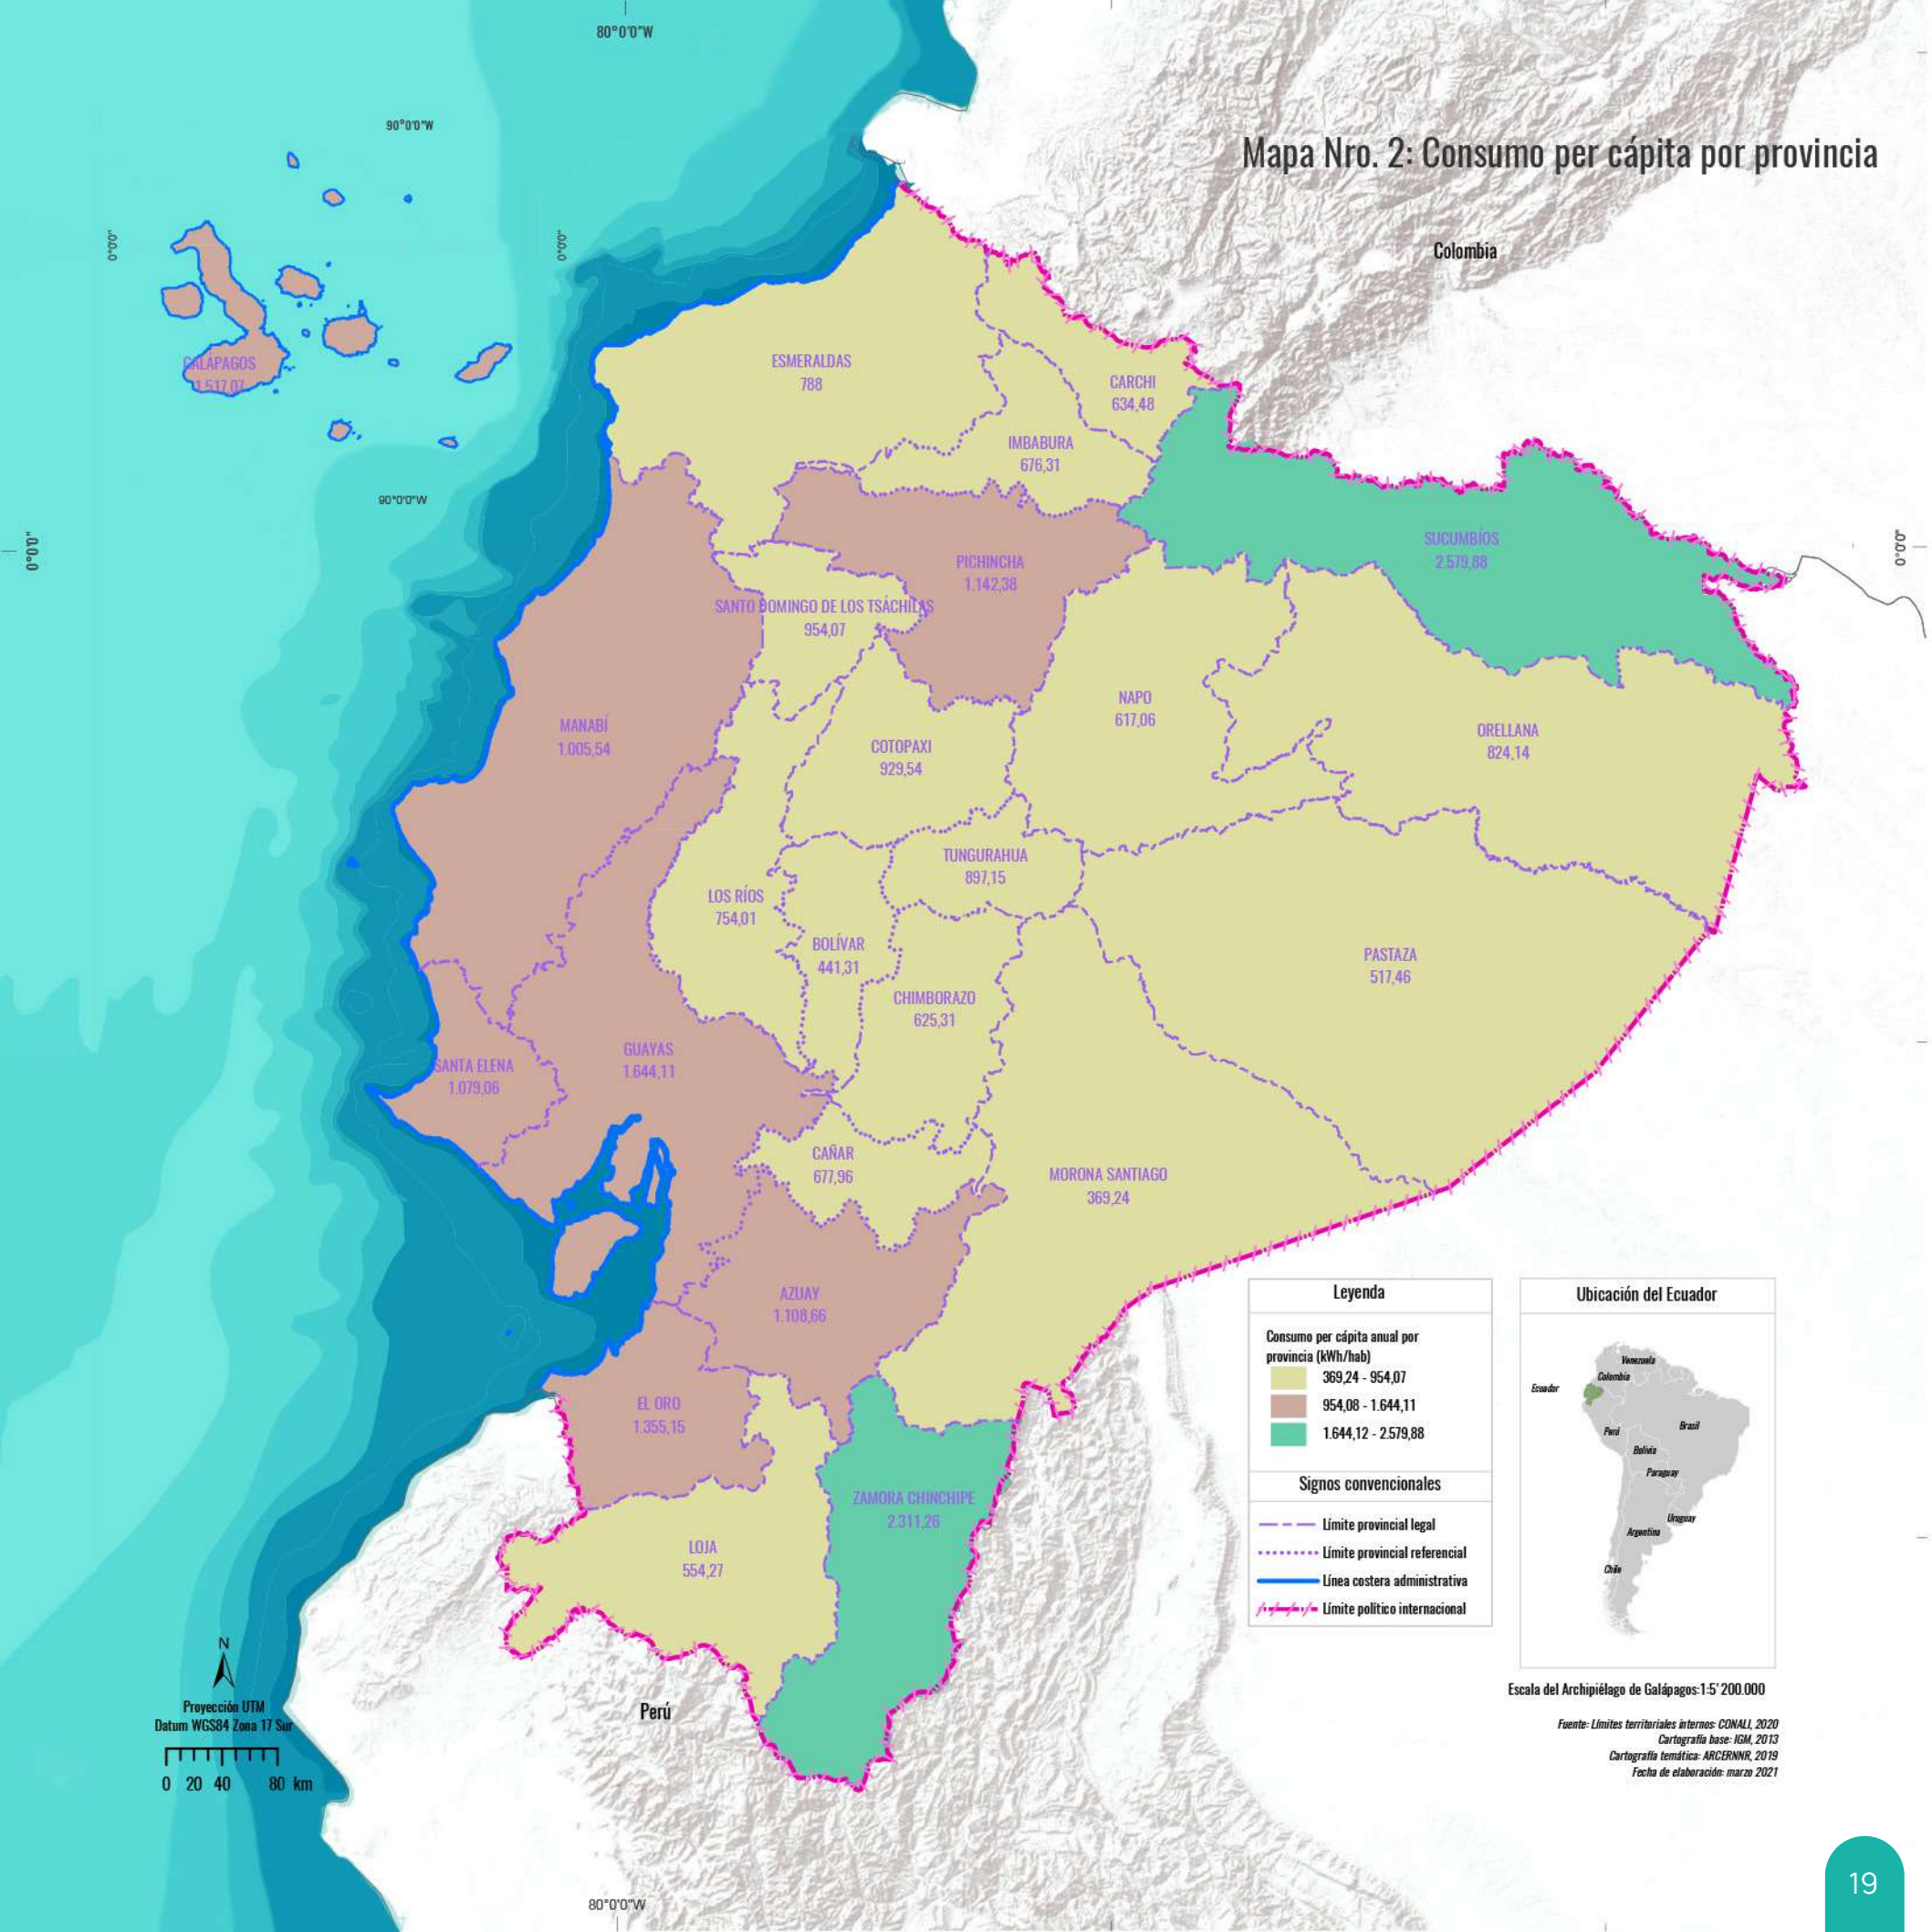 80°0'0"W
90°0'0"W
Mapa Nro. 2: Consumo per cápita por provincia
0°0'0"
0°0'0"
Colombia
GALÁPAGOS
1.517,07
ESMERALDAS
788
CARCHI
634,48
IMBABURA
676,31
90°0'0"W
0°0'0"
0°0'0"
SUCUMBÍOS
2.579,88
PICHINCHA
1.142,38
SANTO DOMINGO DE LOS TSÁCHILAS
954,07
NAPO
617,06
MANABÍ
1.005,54
ORELLANA
824,14
COTOPAXI
929,54
TUNGURAHUA
897,15
LOS RÍOS
754,01
BOLÍVAR
441,31
PASTAZA
517,46
CHIMBORAZO
625,31
GUAYAS
1.644,11
SANTA ELENA
1.079,06
CAÑAR
677,96
MORONA SANTIAGO
369,24
AZUAY
1.108,66
EL ORO
1.355,15
ZAMORA CHINCHIPE
2.311,26
LOJA
554,27
Perú
Leyenda
Consumo per cápita anual por
provincia (kWh/hab)
369,24 - 954,07
954,08 - 1.644,11
1.644,12 - 2.579,88
Signos convencionales
Límite provincial legal
Límite provincial referencial
Línea costera administrativa
Límite político internacional
Ubicación del Ecuador
Venezuela
Colombia
Ecuador
Perú
Brasil
Bolivia
Paraguay
Uruguay
Argentina
Chile
Escala del Archipiélago de Galápagos:1:5'200.000
Fuente: Límites territoriales internos: CONALI, 2020
Cartografía base: IGM, 2013
Cartografía temática: ARCERNNR, 2019
Fecha de elaboración: marzo 2021
N
Proyección UTM
Datum WGS84 Zona 17 Sur
0 20 40 80 km
80°0'0"W
19